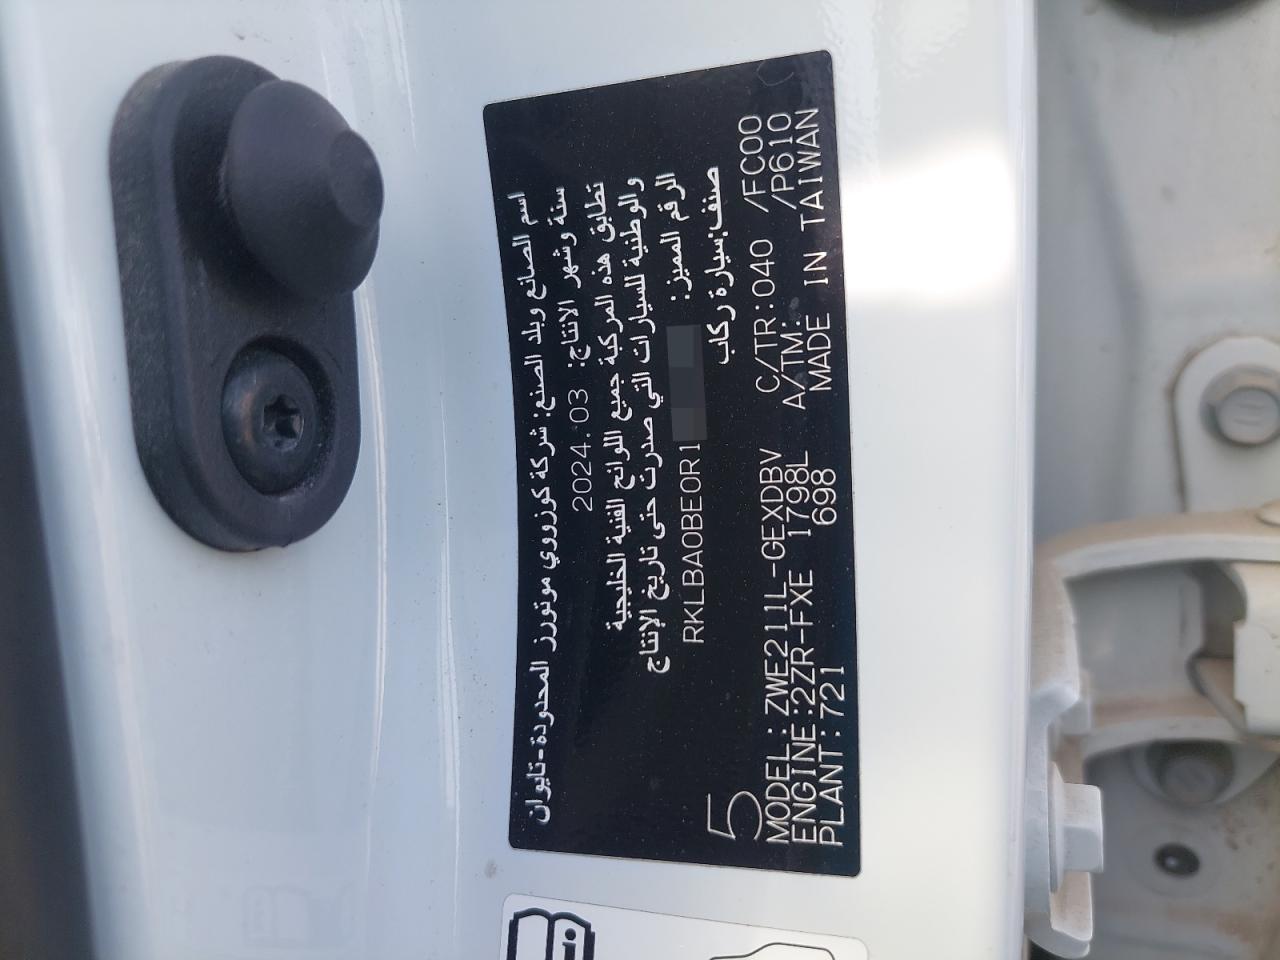 اسم الصانع وبلد الصنع: شركة كوزووي موتورز المحدودة-تايوان
سنة وشهر الانتاج: 2024.03
تطابق هذه المركبة جميع اللوائح الفنية الخليجية
والوطنية للسيارات التي صدرت حتى تاريخ الإنتاج
الرقم المميز: RKLBA0BE0R1
صنف:سيارة ركاب
5
MODEL:ZWE211L-GEXDBV C/TR:040 /FC00
ENGINE:2ZR-FXE 1798L A/TM: /P610
PLANT:721 698 MADE IN TAIWAN